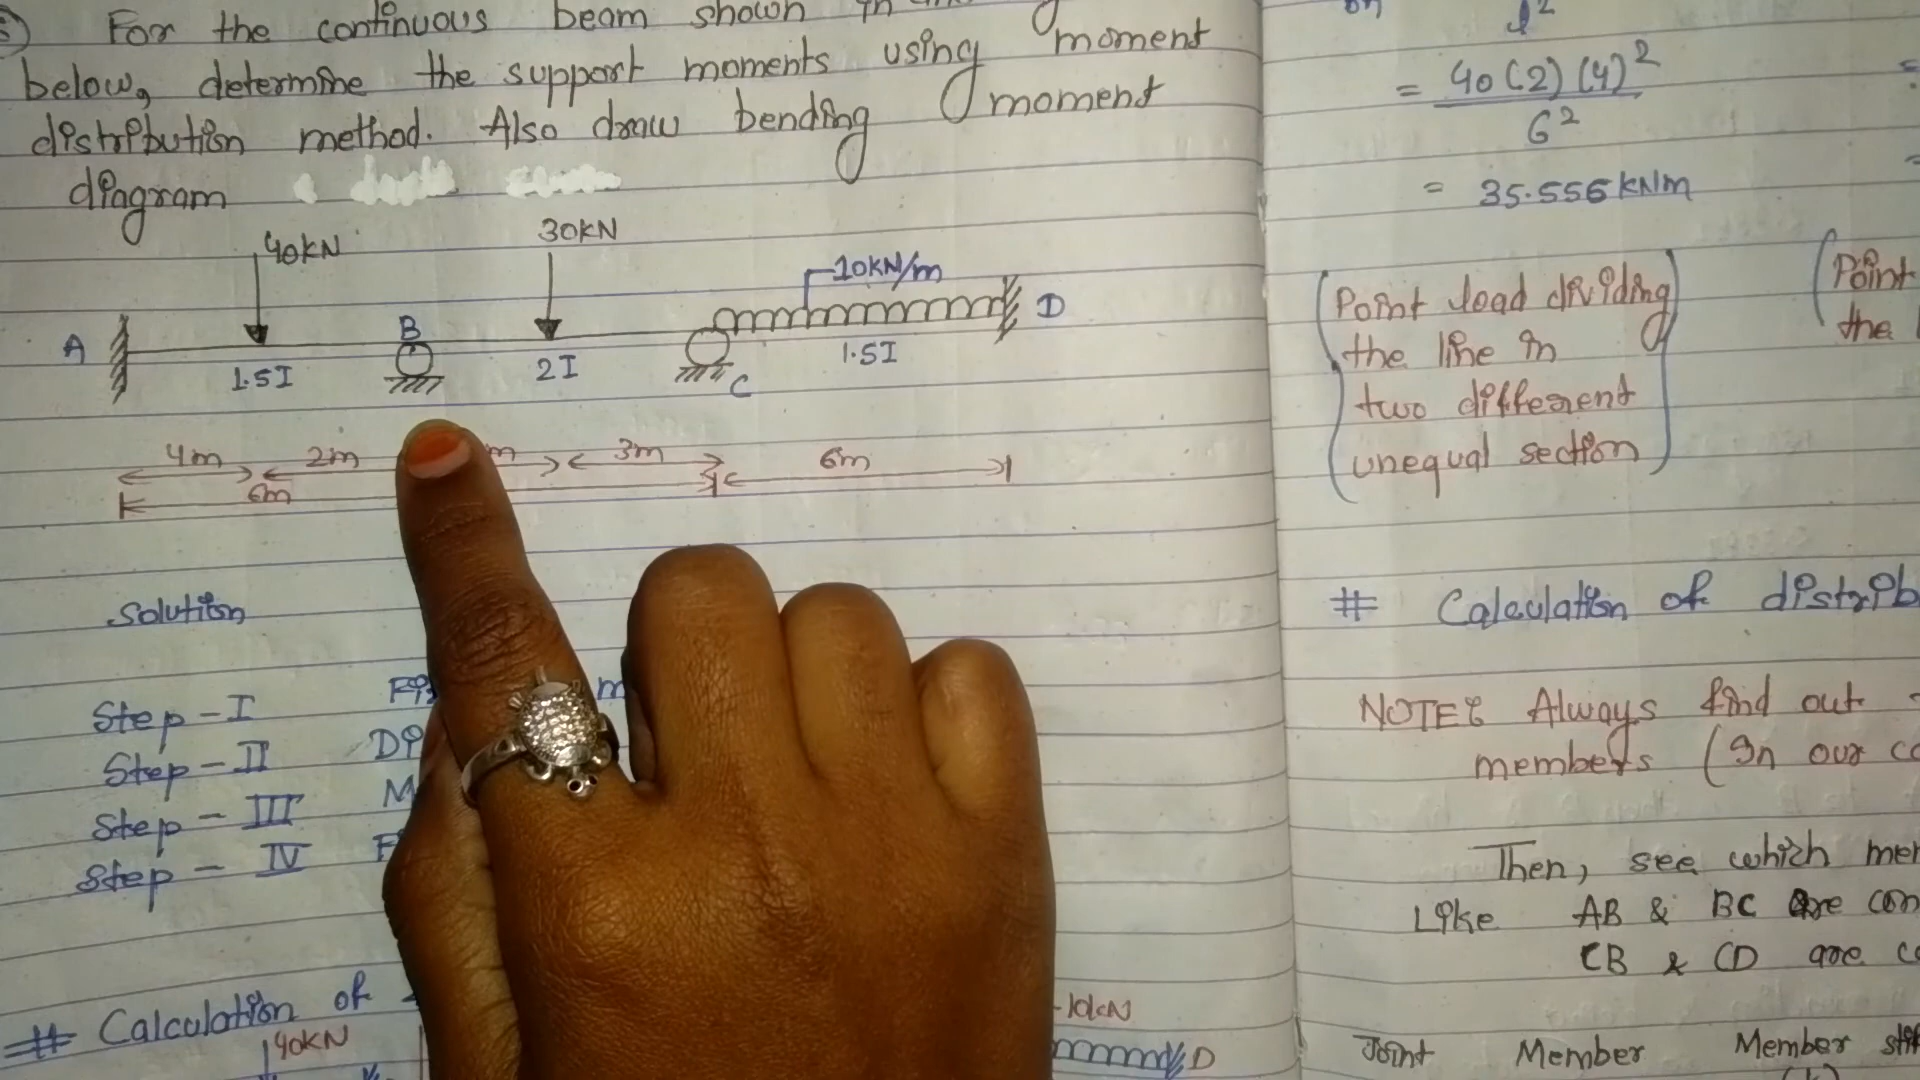 For the continuous beam shown in
below, determine the support moments using moment
distribution method. Also draw bending moment
diagram
40KN
30KN
10KN/m
A
B
C
D
1.5I
2I
1.5I
4m
2m
m
3m
6m
6m
Solution
Step - I
Step - II
Step - III
Step - IV
# Calculation of
40KN
10KN
D
l²
= 40(2)(4)²
6²
= 35.556 kNm
(Point load dividing
the line in
two different
unequal section)
(Point
the
# Calculation of distrib
NOTE: Always find out
members (In our
Then, see which
Like AB & BC are
CB & CD are
Joint Member Member